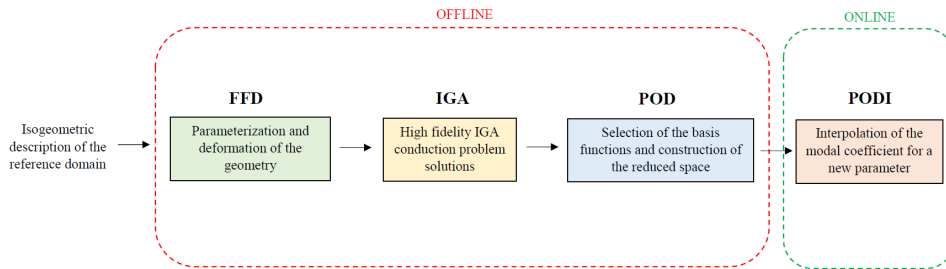 OFFLINE
ONLINE
Isogeometric
description of the
reference domain
FFD
Parameterization and
deformation of the
geometry
IGA
High fidelity IGA
conduction problem
solutions
POD
Selection of the basis
functions and construction of
the reduced space
PODI
Interpolation of the
modal coefficient for a
new parameter